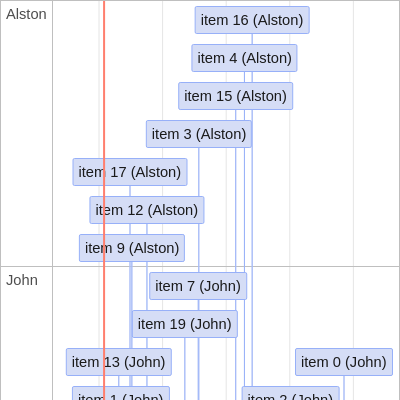 Alston
item 16 (Alston)
item 4 (Alston)
item 15 (Alston)
item 3 (Alston)
item 17 (Alston)
item 12 (Alston)
item 9 (Alston)
John
item 7 (John)
item 19 (John)
item 13 (John)
item 0 (John)
item 1 (John)
item 2 (John)